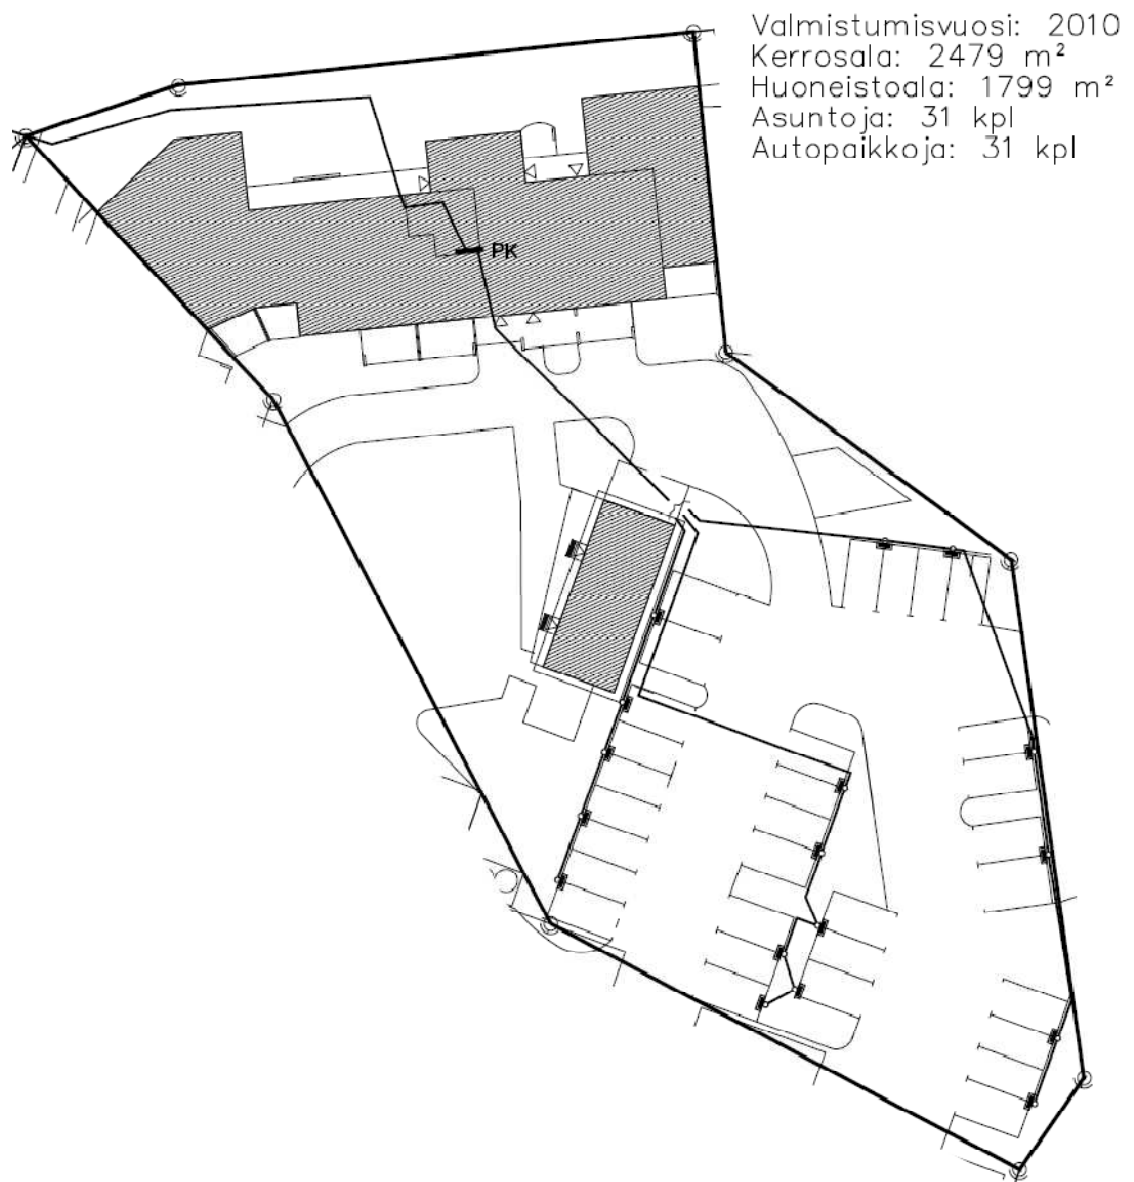 Valmistumisvuosi: 2010
Kerrosala: 2479 m²
Huoneistoala: 1799 m²
Asuntoja: 31 kpl
Autopaikkoja: 31 kpl
PK